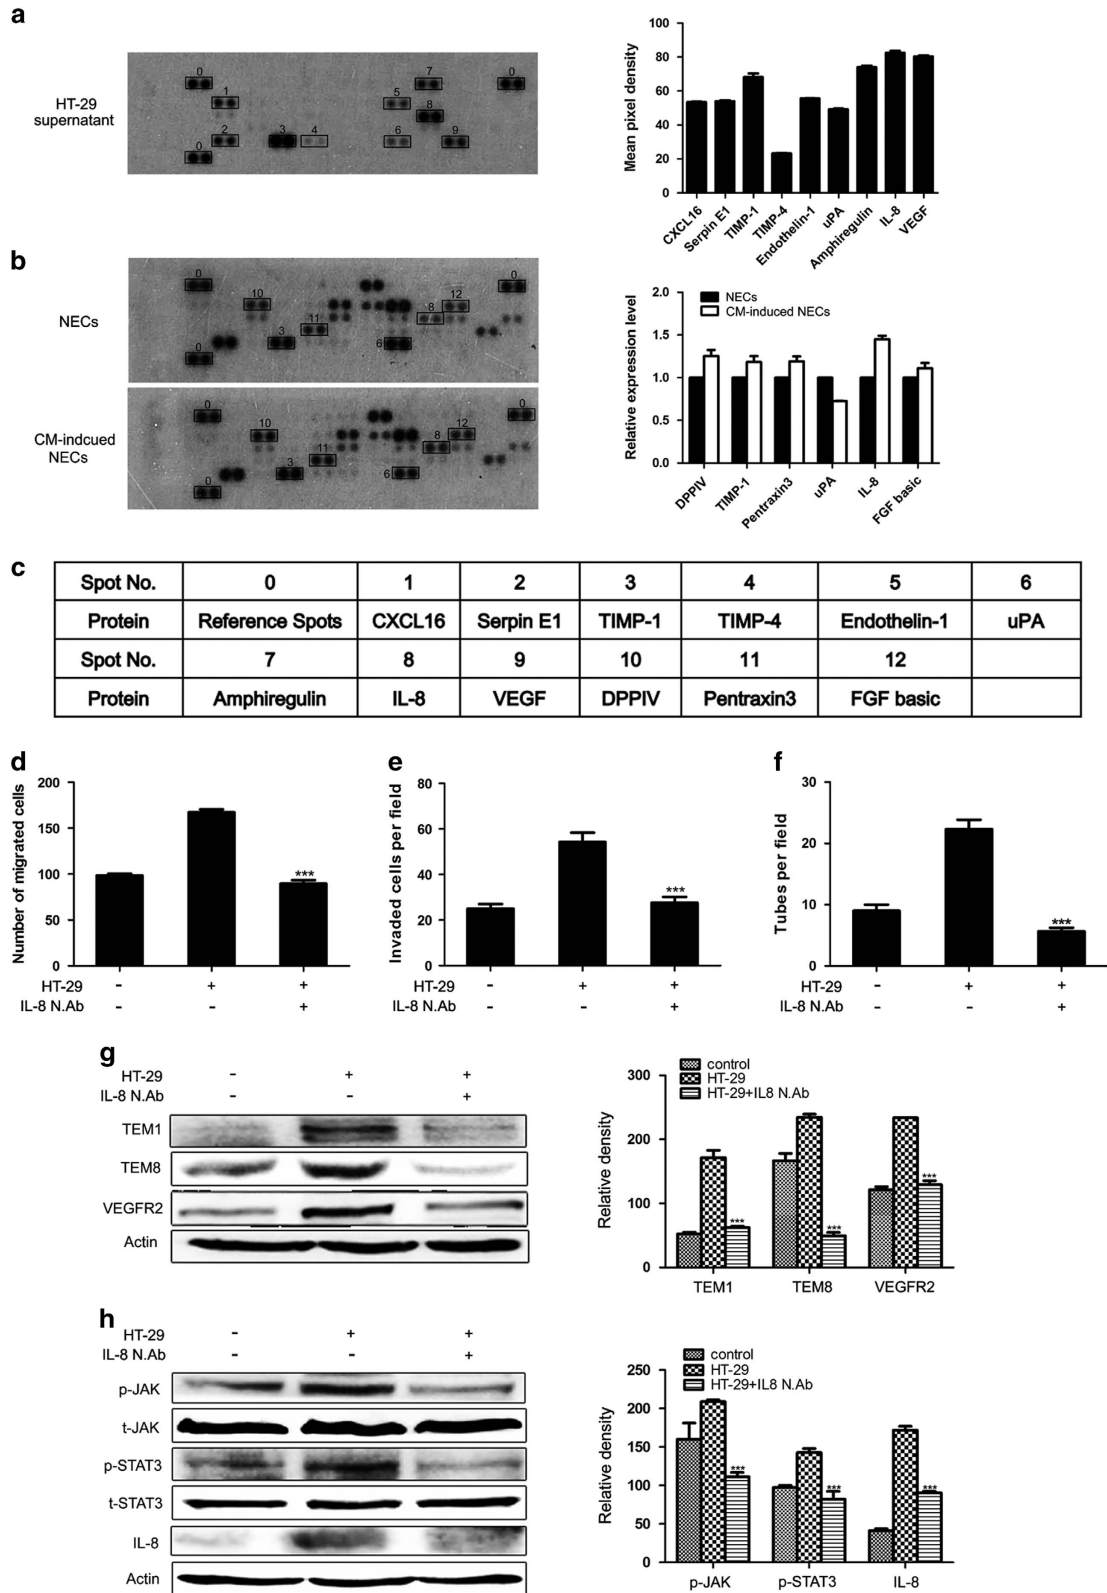 a
HT-29
supernatant
0
1
2
0
3
4
5
6
7
8
9
0
Mean pixel density
100
80
60
40
20
0
CXCL16
Serpin E1
TIMP-1
TIMP-4
Endothelin-1
uPA
Amphiregulin
IL-8
VEGF
b
NECs
0
10
0
3
11
6
8
12
0
CM-indcued
NECs
0
10
0
3
11
6
8
12
0
Relative expression level
2.0
1.5
1.0
0.5
0.0
NECs
CM-induced NECs
DPPIV
TIMP-1
Pentraxin3
uPA
IL-8
FGF basic
c
Spot No. 0 1 2 3 4 5 6
Protein Reference Spots CXCL16 Serpin E1 TIMP-1 TIMP-4 Endothelin-1 uPA
Spot No. 7 8 9 10 11 12
Protein Amphiregulin IL-8 VEGF DPPIV Pentraxin3 FGF basic
d
Number of migrated cells
200
150
100
50
0
***
HT-29 - + +
IL-8 N.Ab - - +
e
Invaded cells per field
80
60
40
20
0
***
HT-29 - + +
IL-8 N.Ab - - +
f
Tubes per field
30
20
10
0
***
HT-29 - + +
IL-8 N.Ab - - +
g
HT-29 - + +
IL-8 N.Ab - - +
TEM1
TEM8
VEGFR2
Actin
control
HT-29
HT-29+IL8 N.Ab
Relative density
300
200
100
0
***
***
***
TEM1 TEM8 VEGFR2
h
HT-29 - + +
IL-8 N.Ab - - +
p-JAK
t-JAK
p-STAT3
t-STAT3
IL-8
Actin
control
HT-29
HT-29+IL8 N.Ab
Relative density
250
200
150
100
50
0
***
***
***
p-JAK p-STAT3 IL-8